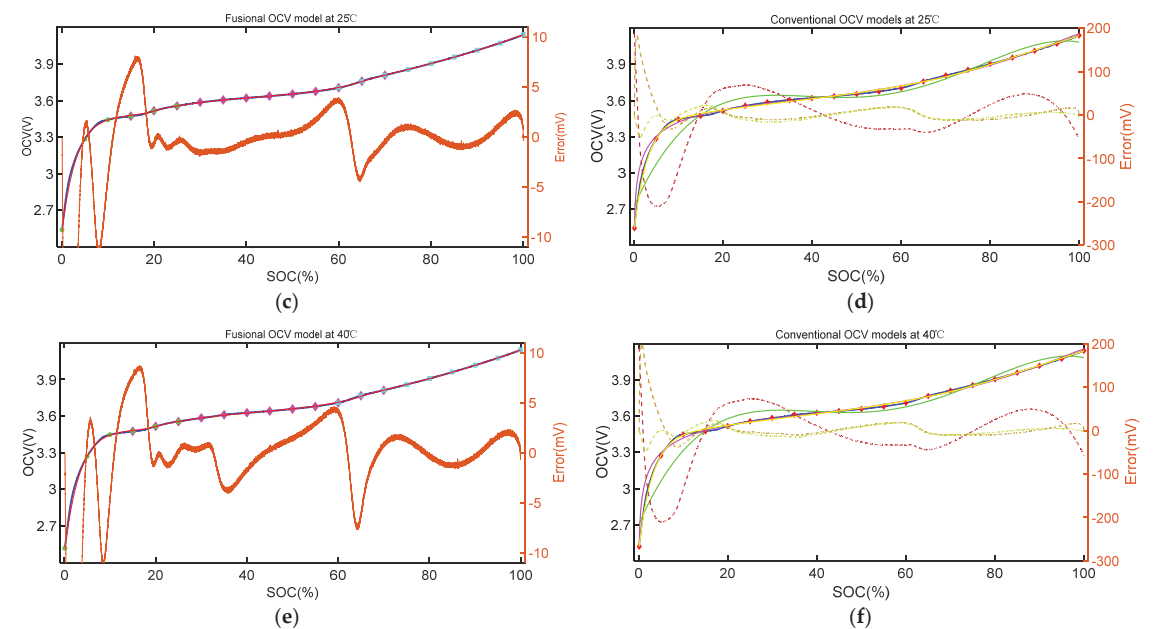 Fusional OCV model at 25℃
10
5
0
-5
-10
3.9
3.6
3.3
3
2.7
OCV(V)
Error(mV)
0 20 40 60 80 100
SOC(%)
(c)
Conventional OCV models at 25℃
200
100
0
-100
-200
-300
3.9
3.6
3.3
3
2.7
OCV(V)
Error(mV)
0 20 40 60 80 100
SOC(%)
(d)
Fusional OCV model at 40℃
10
5
0
-5
-10
3.9
3.6
3.3
3
2.7
OCV(V)
Error(mV)
0 20 40 60 80 100
SOC(%)
(e)
Conventional OCV models at 40℃
200
100
0
-100
-200
-300
3.9
3.6
3.3
3
2.7
OCV(V)
Error(mV)
0 20 40 60 80 100
SOC(%)
(f)